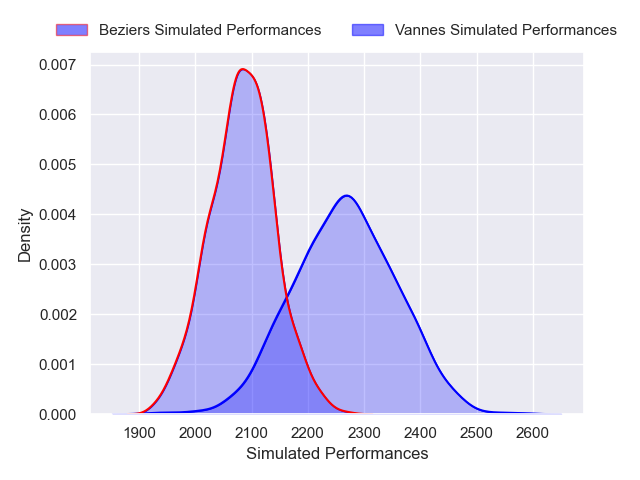 Beziers Simulated Performances
Vannes Simulated Performances
0.007
0.006
0.005
0.004
0.003
0.002
0.001
0.000
Density
1900 2000 2100 2200 2300 2400 2500 2600
Simulated Performances